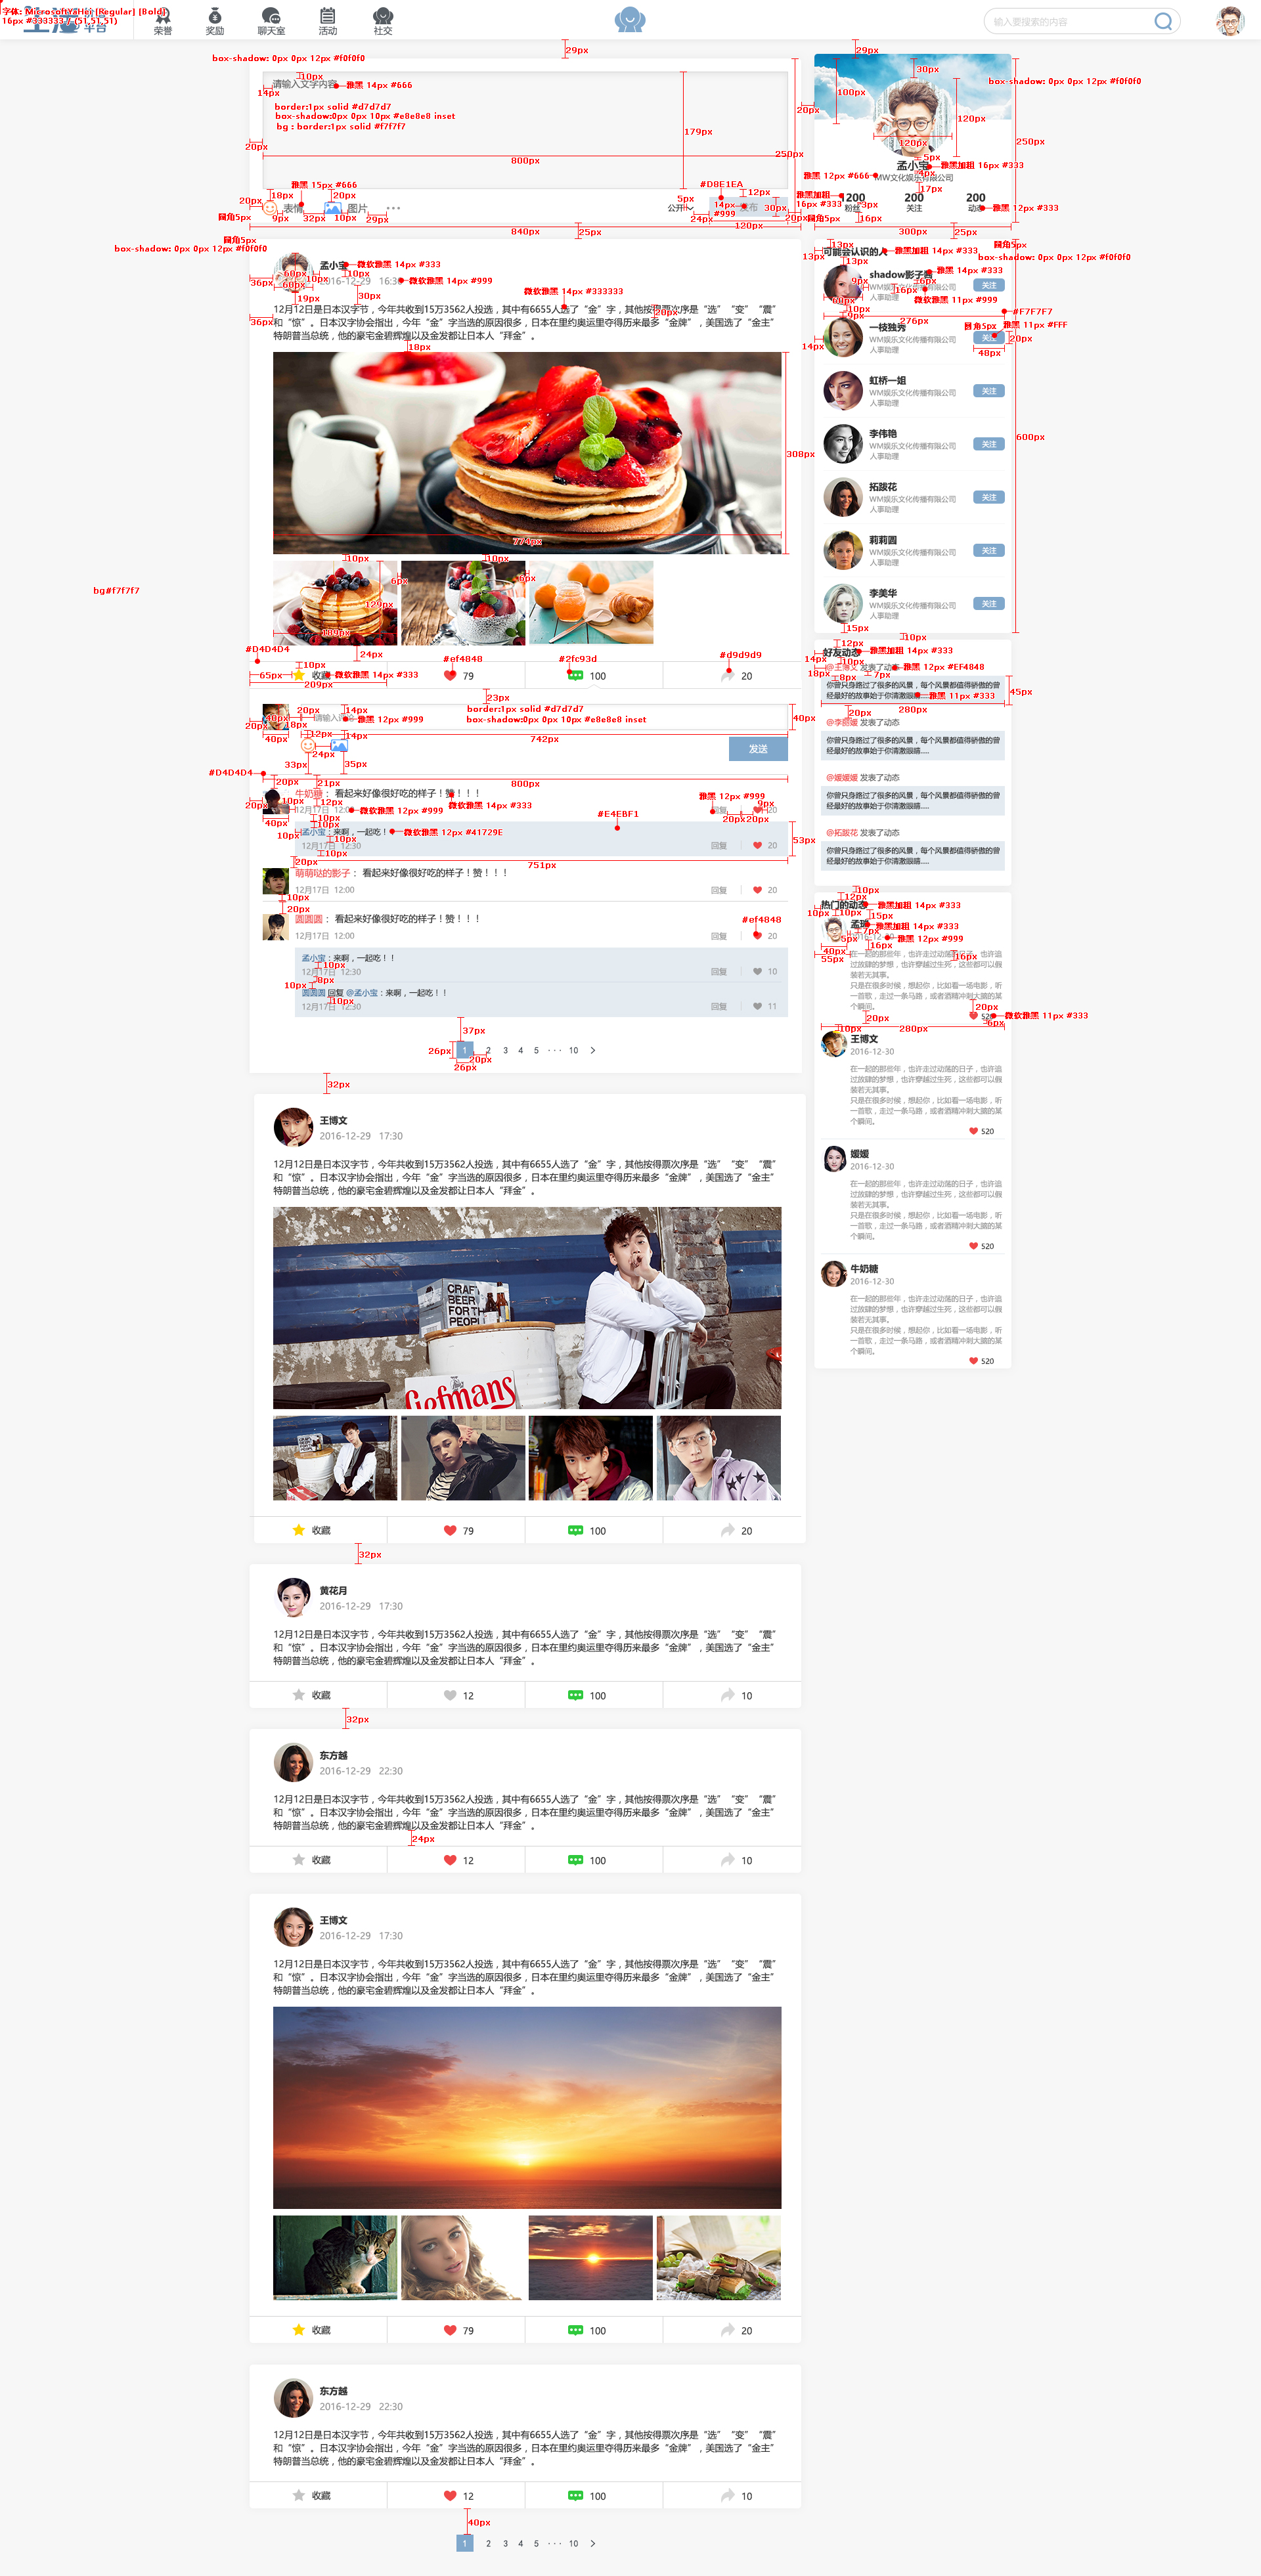 字体: MicrosoftYaHei [Regular] [Bold]
16px #333333 / (51,51,51)
平台
荣誉
奖励
聊天室
活动
社交
输入要搜索的内容
29px
29px
box-shadow: 0px 0px 12px #f0f0f0
请输入文字内容
10px
雅黑 14px #666
14px
border:1px solid #d7d7d7
box-shadow:0px 0px 10px #e8e8e8 inset
bg : border:1px solid #f7f7f7
179px
20px
20px
800px
250px
雅黑 15px #666
#D8E1EA
18px
20px
12px
20px
表情
图片
公开
5px
14px
#999
发布
30px
圆角5px
9px
32px
10px
29px
24px
20px
120px
840px
25px
30px
100px
box-shadow: 0px 0px 12px #f0f0f0
120px
120px
250px
5px
孟小宝
雅黑加粗 16px #333
雅黑 12px #666
MW文化娱乐有限公司
4px
17px
雅黑加粗
16px #333
1200
200
200
粉丝
关注
动态
3px
雅黑 12px #333
圆角5px
16px
300px
25px
圆角5px
box-shadow: 0px 0px 12px #f0f0f0
孟小宝
微软雅黑 14px #333
60px
10px
10px
36px
60px
2016-12-29 16:30
微软雅黑 14px #999
19px
30px
微软雅黑 14px #333333
36px
20px
12月12日是日本汉字节，今年共收到15万3562人投选，其中有6655人选了“金”字，其他按得票次序是“选”“变”“震”
和“惊”。日本汉字协会指出，今年“金”字当选的原因很多，日本在里约奥运里夺得历来最多“金牌”，美国选了“金主”
特朗普当总统，他的豪宅金碧辉煌以及金发都让日本人“拜金”。
18px
300px
774px
10px
10px
6px
6px
129px
189px
bg#f7f7f7
24px
#D4D4D4
10px
收藏
微软雅黑 14px #333
65px
209px
#ef4848
79
#2fc93d
100
#d9d9d9
20
23px
20px
14px
border:1px solid #d7d7d7
40px
请输入评论
雅黑 12px #999
box-shadow:0px 0px 10px #e8e8e8 inset
40px
20px
18px
40px
12px
14px
742px
24px
发送
33px
35px
#D4D4D4
20px
21px
800px
牛奶糖： 看起来好像很好吃的样子！赞！！！
20px
10px
12px
12月17日 12:00
微软雅黑 12px #999
微软雅黑 14px #333
雅黑 12px #999
9px
回复
20
40px
10px
20px
20px
#E4EBF1
10px
10px
孟小宝：来啊，一起吃！！
微软雅黑 12px #41729E
10px
12月17日 12:30
回复
20
53px
10px
20px
751px
萌萌哒的影子： 看起来好像很好吃的样子！赞！！！
12月17日 12:00
回复
20
10px
20px
圆圆圆： 看起来好像很好吃的样子！赞！！！
#ef4848
12月17日 12:00
回复
20
孟小宝：来啊，一起吃！！
10px
12月17日 12:30
回复
10
8px
10px
圆圆圆 回复 @孟小宝：来啊，一起吃！！
10px
12月17日 12:30
回复
11
37px
26px
1 2 3 4 5 ··· 10 >
20px
26px
32px
王博文
2016-12-29 17:30
12月12日是日本汉字节，今年共收到15万3562人投选，其中有6655人选了“金”字，其他按得票次序是“选”“变”“震”
和“惊”。日本汉字协会指出，今年“金”字当选的原因很多，日本在里约奥运里夺得历来最多“金牌”，美国选了“金主”
特朗普当总统，他的豪宅金碧辉煌以及金发都让日本人“拜金”。
CRAFT
BEER
FOR THE
PEOPLE
Gefmans
收藏
79
100
20
32px
黄花月
2016-12-29 17:30
12月12日是日本汉字节，今年共收到15万3562人投选，其中有6655人选了“金”字，其他按得票次序是“选”“变”“震”
和“惊”。日本汉字协会指出，今年“金”字当选的原因很多，日本在里约奥运里夺得历来最多“金牌”，美国选了“金主”
特朗普当总统，他的豪宅金碧辉煌以及金发都让日本人“拜金”。
收藏
12
100
10
32px
东方越
2016-12-29 22:30
12月12日是日本汉字节，今年共收到15万3562人投选，其中有6655人选了“金”字，其他按得票次序是“选”“变”“震”
和“惊”。日本汉字协会指出，今年“金”字当选的原因很多，日本在里约奥运里夺得历来最多“金牌”，美国选了“金主”
特朗普当总统，他的豪宅金碧辉煌以及金发都让日本人“拜金”。
24px
收藏
12
100
10
王博文
2016-12-29 17:30
12月12日是日本汉字节，今年共收到15万3562人投选，其中有6655人选了“金”字，其他按得票次序是“选”“变”“震”
和“惊”。日本汉字协会指出，今年“金”字当选的原因很多，日本在里约奥运里夺得历来最多“金牌”，美国选了“金主”
特朗普当总统，他的豪宅金碧辉煌以及金发都让日本人“拜金”。
收藏
79
100
20
东方越
2016-12-29 22:30
12月12日是日本汉字节，今年共收到15万3562人投选，其中有6655人选了“金”字，其他按得票次序是“选”“变”“震”
和“惊”。日本汉字协会指出，今年“金”字当选的原因很多，日本在里约奥运里夺得历来最多“金牌”，美国选了“金主”
特朗普当总统，他的豪宅金碧辉煌以及金发都让日本人“拜金”。
收藏
12
100
10
40px
1 2 3 4 5 ··· 10 >
13px
可能会认识的人
雅黑加粗 14px #333
圆角5px
13px
13px
box-shadow: 0px 0px 12px #f0f0f0
shadow影子酱
雅黑 14px #333
9px
6px
WM娱乐文化传播有限公司
16px
关注
人事助理
微软雅黑 11px #999
60px
10px
9px
276px
#F7F7F7
一枝独秀
圆角5px
雅黑 11px #FFF
WM娱乐文化传播有限公司
关注
20px
14px
人事助理
48px
虹桥一姐
WM娱乐文化传播有限公司
人事助理
关注
600px
李伟艳
WM娱乐文化传播有限公司
人事助理
关注
拓跋花
WM娱乐文化传播有限公司
人事助理
关注
莉莉圆
WM娱乐文化传播有限公司
人事助理
关注
李美华
WM娱乐文化传播有限公司
人事助理
关注
15px
10px
12px
好友动态
雅黑加粗 14px #333
14px
10px
@王博文 发表了动态
雅黑 12px #EF4848
18px
8px
7px
你曾只身路过了很多的风景，每个风景都值得骄傲的曾
经最好的故事始于你清澈眼睛....
雅黑 11px #333
45px
280px
20px
@李丽媛 发表了动态
你曾只身路过了很多的风景，每个风景都值得骄傲的曾
经最好的故事始于你清澈眼睛....
@媛媛媛 发表了动态
你曾只身路过了很多的风景，每个风景都值得骄傲的曾
经最好的故事始于你清澈眼睛....
@拓跋花 发表了动态
你曾只身路过了很多的风景，每个风景都值得骄傲的曾
经最好的故事始于你清澈眼睛....
10px
12px
热门的动态
雅黑加粗 14px #333
10px
10px
15px
雅黑加粗 14px #333
7px
5px
2016-12-30
雅黑 12px #999
16px
40px
55px
16px
在一起的那些年，也许走过动荡的日子，也许追
过放肆的梦想，也许穿越过生死，这些都可以假
装若无其事。
只是在很多时候，想起你，比如看一场电影，听
一首歌，走过一条马路，或者酒精冲刺大脑的某
个瞬间。
20px
520
微软雅黑 11px #333
20px
6px
10px
280px
王博文
2016-12-30
在一起的那些年，也许走过动荡的日子，也许追
过放肆的梦想，也许穿越过生死，这些都可以假
装若无其事。
只是在很多时候，想起你，比如看一场电影，听
一首歌，走过一条马路，或者酒精冲刺大脑的某
个瞬间。
520
媛媛
2016-12-30
在一起的那些年，也许走过动荡的日子，也许追
过放肆的梦想，也许穿越过生死，这些都可以假
装若无其事。
只是在很多时候，想起你，比如看一场电影，听
一首歌，走过一条马路，或者酒精冲刺大脑的某
个瞬间。
520
牛奶糖
2016-12-30
在一起的那些年，也许走过动荡的日子，也许追
过放肆的梦想，也许穿越过生死，这些都可以假
装若无其事。
只是在很多时候，想起你，比如看一场电影，听
一首歌，走过一条马路，或者酒精冲刺大脑的某
个瞬间。
520